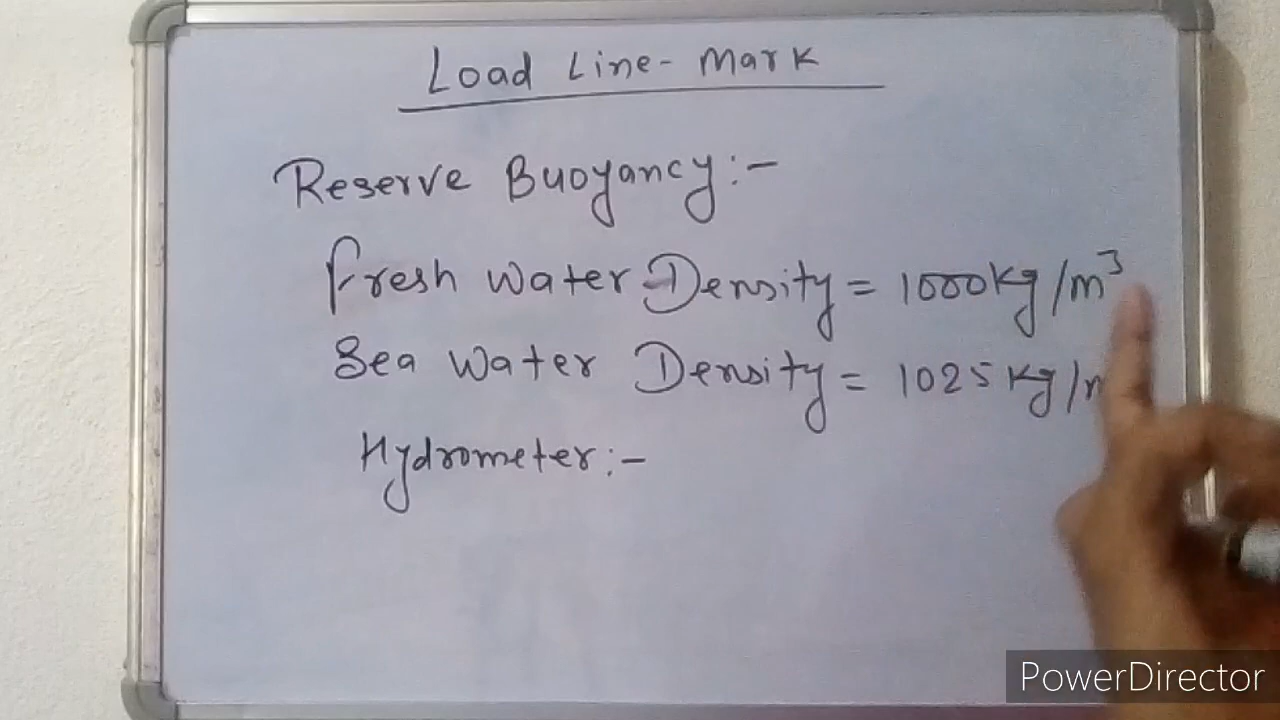 Load Line - Mark
Reserve Buoyancy :-
Fresh Water Density = 1000kg/m³
Sea Water Density = 1025 Kg/m
Hydrometer :-
PowerDirector